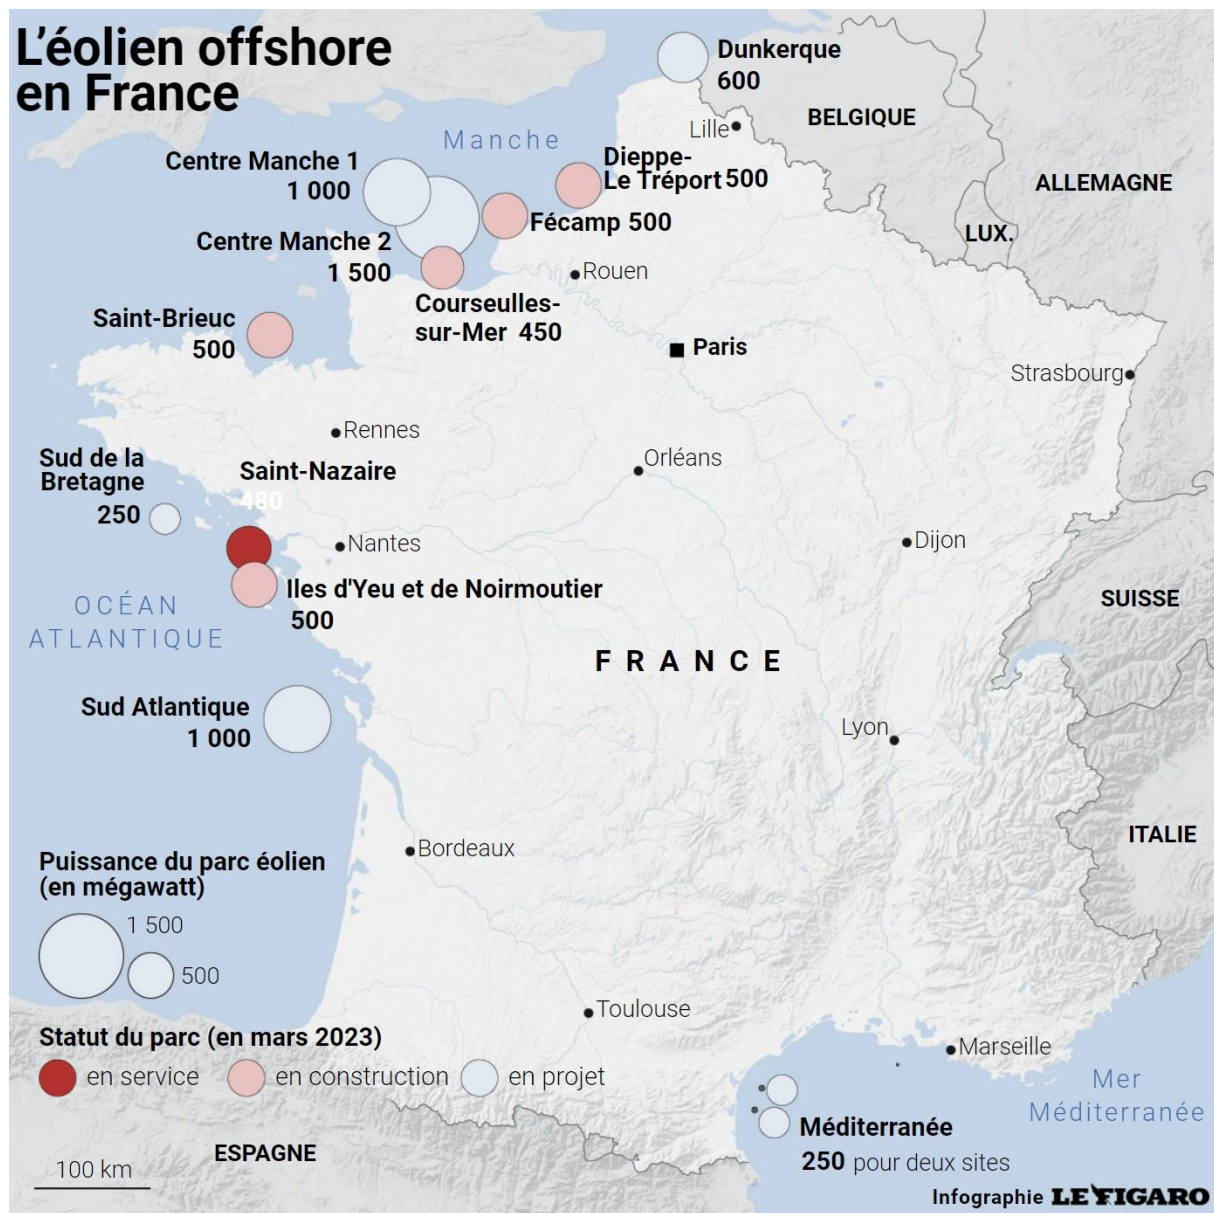 L'éolien offshore
en France
Dunkerque
600
BELGIQUE
Lille
Manche
Centre Manche 1
1 000
Dieppe-
Le Tréport 500
ALLEMAGNE
Fécamp 500
LUX.
Centre Manche 2
1 500
Rouen
Courseulles-
sur-Mer 450
Saint-Brieuc
500
Paris
Strasbourg
Rennes
Orléans
Sud de la
Bretagne
250
Saint-Nazaire
480
Nantes
Dijon
Iles d'Yeu et de Noirmoutier
500
OCÉAN
ATLANTIQUE
SUISSE
FRANCE
Sud Atlantique
1 000
Lyon
ITALIE
Bordeaux
Puissance du parc éolien
(en mégawatt)
1 500
500
Toulouse
Statut du parc (en mars 2023)
en service
en construction
en projet
Marseille
Mer
Méditerranée
Méditerranée
250 pour deux sites
ESPAGNE
100 km
Infographie LE FIGARO